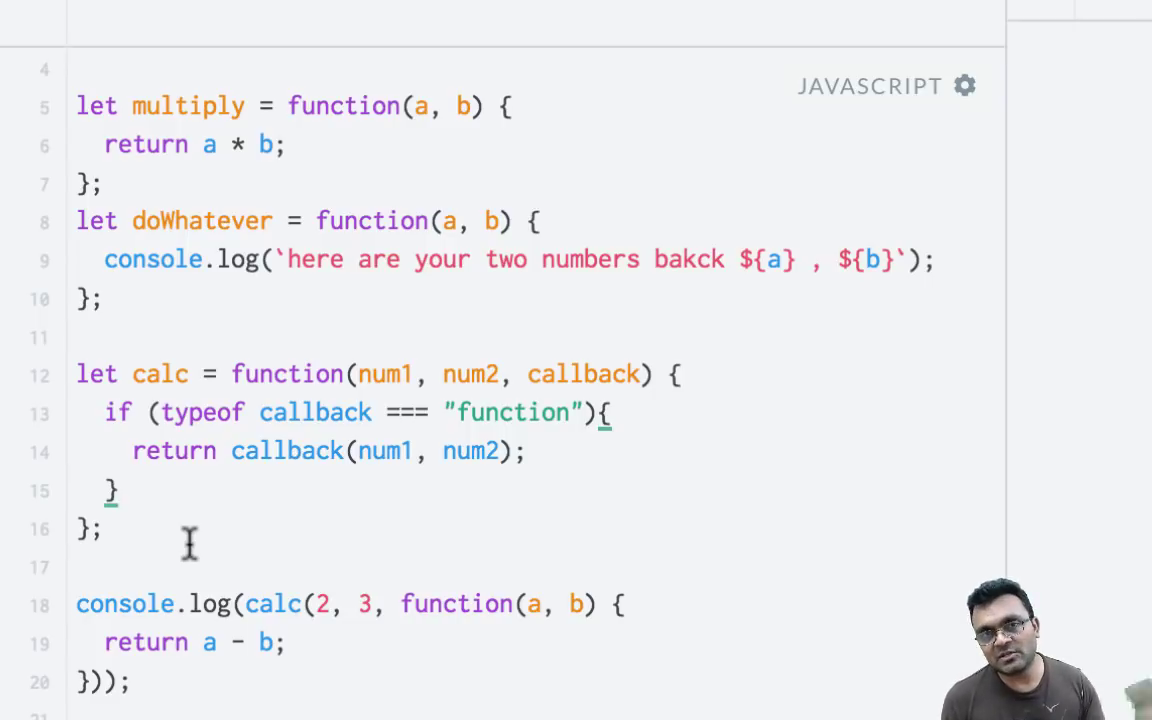 4
JAVASCRIPT
5 let multiply = function(a, b) {
6   return a * b;
7 };
8 let doWhatever = function(a, b) {
9   console.log(`here are your two numbers bakck ${a} , ${b}`);
10 };
11
12 let calc = function(num1, num2, callback) {
13   if (typeof callback === "function"){
14     return callback(num1, num2);
15   }
16 };
17
18 console.log(calc(2, 3, function(a, b) {
19   return a - b;
20 }));